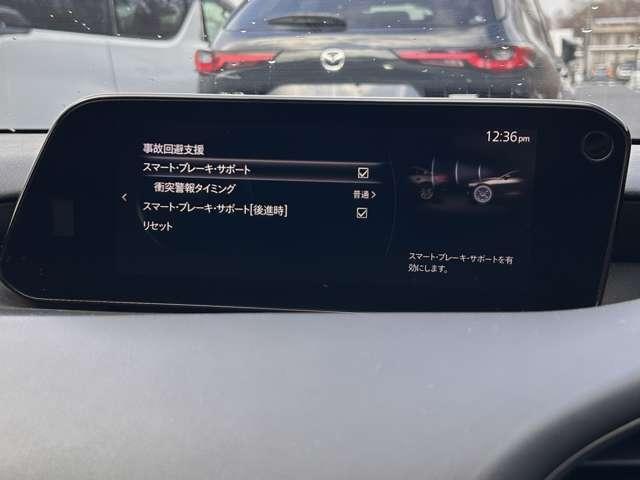 12:36pm
事故回避支援
スマート・ブレーキ・サポート
衝突警報タイミング 普通
スマート・ブレーキ・サポート[後進時]
リセット
スマート・ブレーキ・サポートを有
効にします。